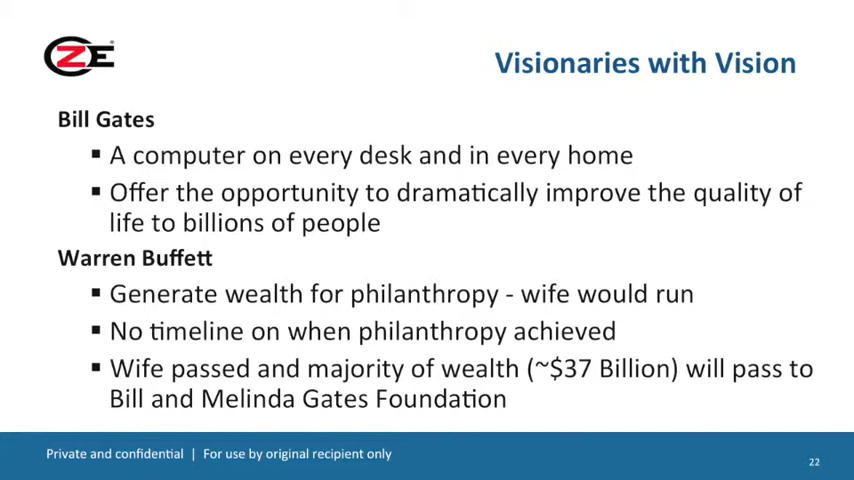 OZE
Visionaries with Vision
Bill Gates
▪ A computer on every desk and in every home
▪ Offer the opportunity to dramatically improve the quality of
life to billions of people
Warren Buffett
▪ Generate wealth for philanthropy - wife would run
▪ No timeline on when philanthropy achieved
▪ Wife passed and majority of wealth (~$37 Billion) will pass to
Bill and Melinda Gates Foundation
Private and confidential | For use by original recipient only
22